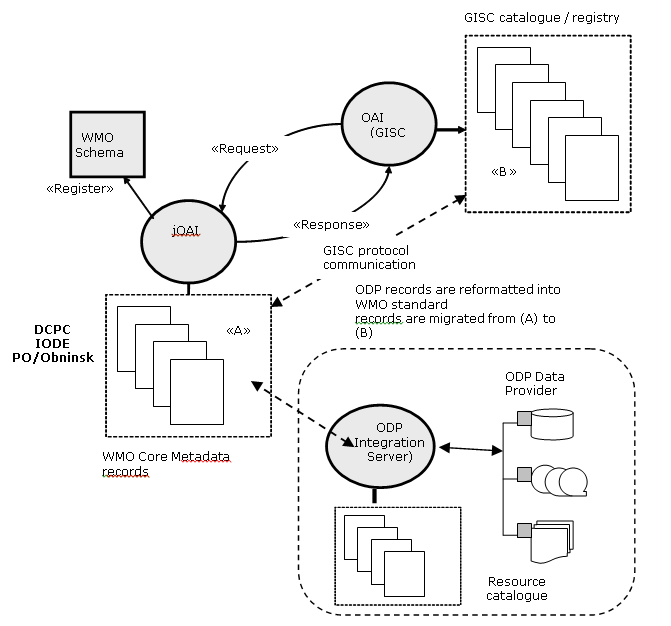 GISC catalogue / registry
OAI
(GISC
WMO
Schema
«Request»
«B »
«Register»
«Response»
jOAI
GISC protocol
communication
ODP records are reformatted into
WMO standard
records are migrated from (A) to
(B)
DCPC
IODE
PO/Obninsk
«A»
ODP Data
Provider
ODP
Integration
Server)
WMO Core Metadata
records
Resource
catalogue